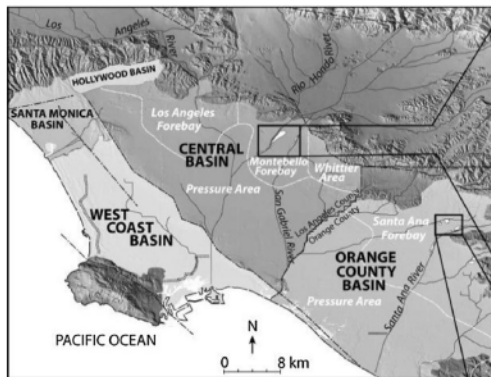 Los Angeles River
Rio Hondo River
HOLLYWOOD BASIN
SANTA MONICA
BASIN
Los Angeles
Forebay
CENTRAL
BASIN
Montebello
Forebay
Whittier
Area
Pressure Area
San Gabriel River
Los Angeles County
Orange County
WEST
COAST
BASIN
Santa Ana
Forebay
ORANGE
COUNTY
BASIN
Santa Ana River
Pressure Area
PACIFIC OCEAN
N
0 8 km